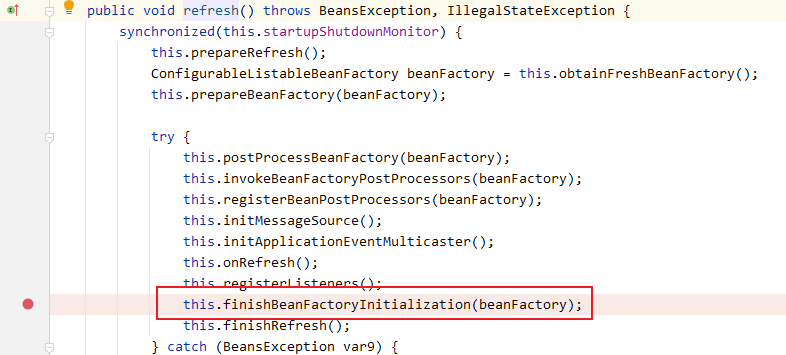 public void refresh() throws BeansException, IllegalStateException {
synchronized(this.startupShutdownMonitor) {
this.prepareRefresh();
ConfigurableListableBeanFactory beanFactory = this.obtainFreshBeanFactory();
this.prepareBeanFactory(beanFactory);
try {
this.postProcessBeanFactory(beanFactory);
this.invokeBeanFactoryPostProcessors(beanFactory);
this.registerBeanPostProcessors(beanFactory);
this.initMessageSource();
this.initApplicationEventMulticaster();
this.onRefresh();
this.registerListeners();
this.finishBeanFactoryInitialization(beanFactory);
this.finishRefresh();
} catch (BeansException var9) {